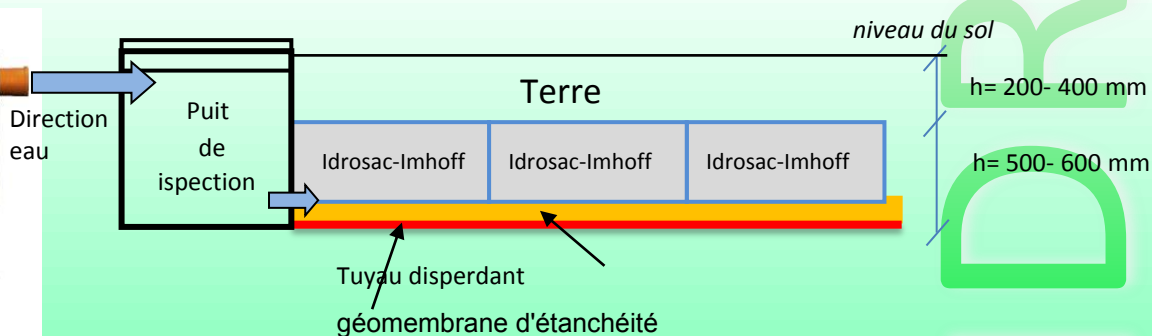 niveau du sol
Direction
eau
Puit
de
ispection
Terre
h= 200- 400 mm
Idrosac-Imhoff
Idrosac-Imhoff
Idrosac-Imhoff
h= 500- 600 mm
Tuyau disperdant
géomembrane d'étanchéité
R
D